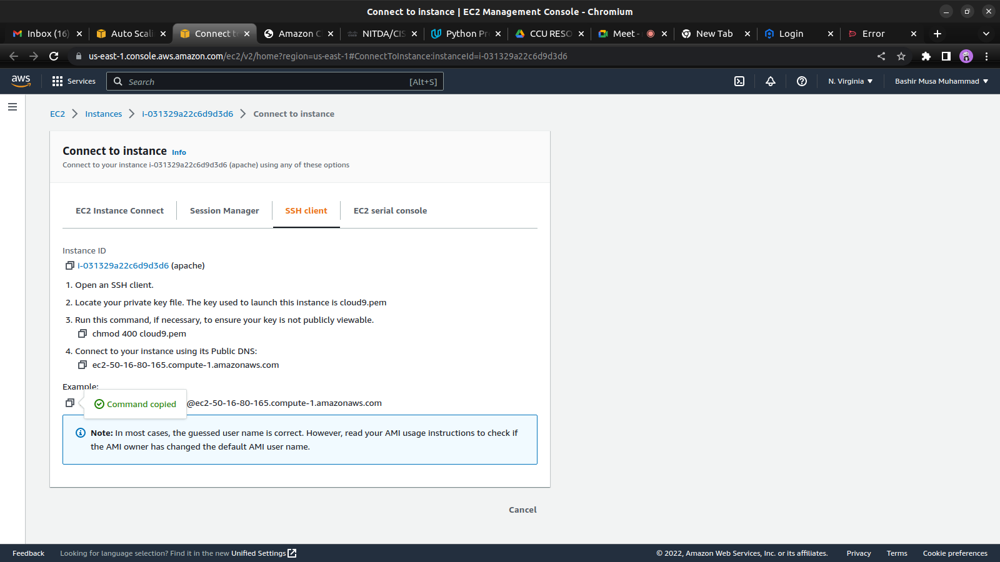 Connect to instance | EC2 Management Console - Chromium
Inbox (16)
Auto Scali
Connect to
Amazon C
NITDA/CIS
Python Pr
CCU RESO
Meet -
New Tab
Login
Error
us-east-1.console.aws.amazon.com/ec2/v2/home?region=us-east-1#ConnectToInstance:instanceId=i-031329a22c6d9d3d6
aws
Services
Search
[Alt+S]
N. Virginia
Bashir Musa Muhammad
EC2
Instances
i-031329a22c6d9d3d6
Connect to instance
Connect to instance Info
Connect to your instance i-031329a22c6d9d3d6 (apache) using any of these options
EC2 Instance Connect
Session Manager
SSH client
EC2 serial console
Instance ID
i-031329a22c6d9d3d6 (apache)
1. Open an SSH client.
2. Locate your private key file. The key used to launch this instance is cloud9.pem
3. Run this command, if necessary, to ensure your key is not publicly viewable.
chmod 400 cloud9.pem
4. Connect to your instance using its Public DNS:
ec2-50-16-80-165.compute-1.amazonaws.com
Example:
Command copied
@ec2-50-16-80-165.compute-1.amazonaws.com
Note: In most cases, the guessed user name is correct. However, read your AMI usage instructions to check if
the AMI owner has changed the default AMI user name.
Cancel
Feedback
Looking for language selection? Find it in the new Unified Settings
© 2022, Amazon Web Services, Inc. or its affiliates.
Privacy
Terms
Cookie preferences